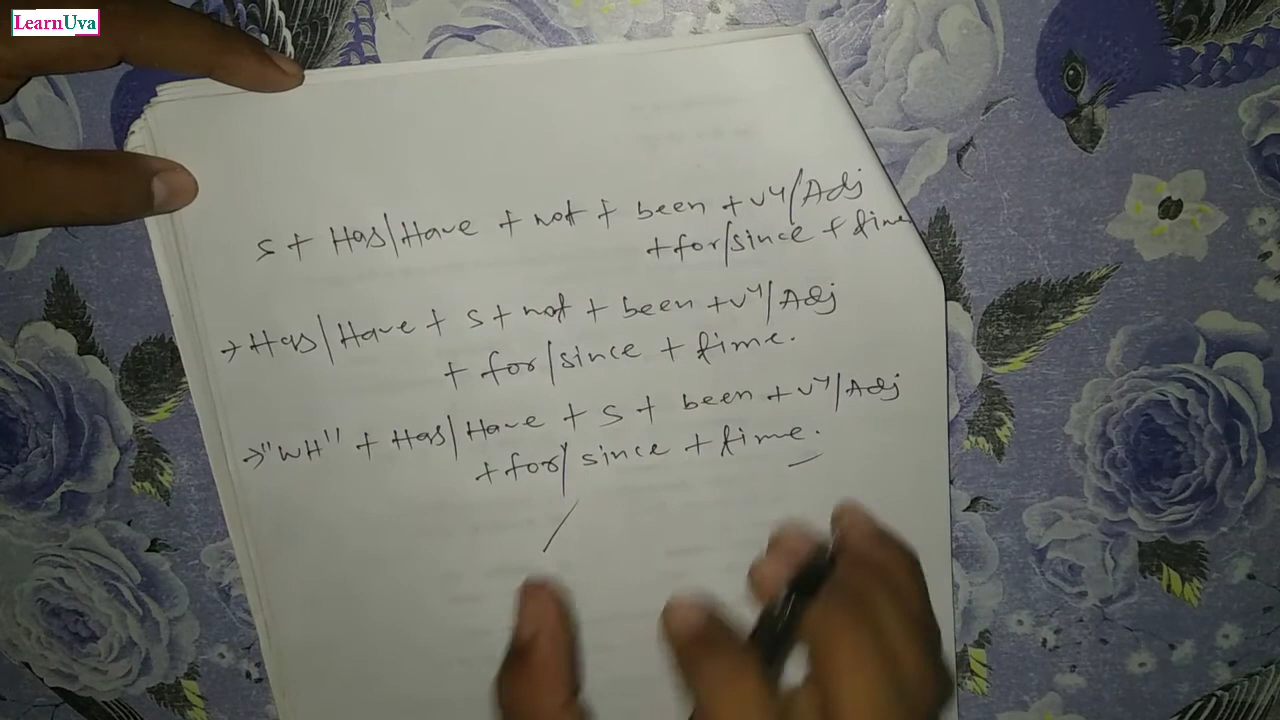 LearnUva
S + Has/Have + not + been + v4/Adj
+ for/since + time
→ Has/Have + S + not + been + v4/Adj
+ for/since + time.
→ "WH" + Has/Have + S + been + v4/Adj
+ for/since + time.